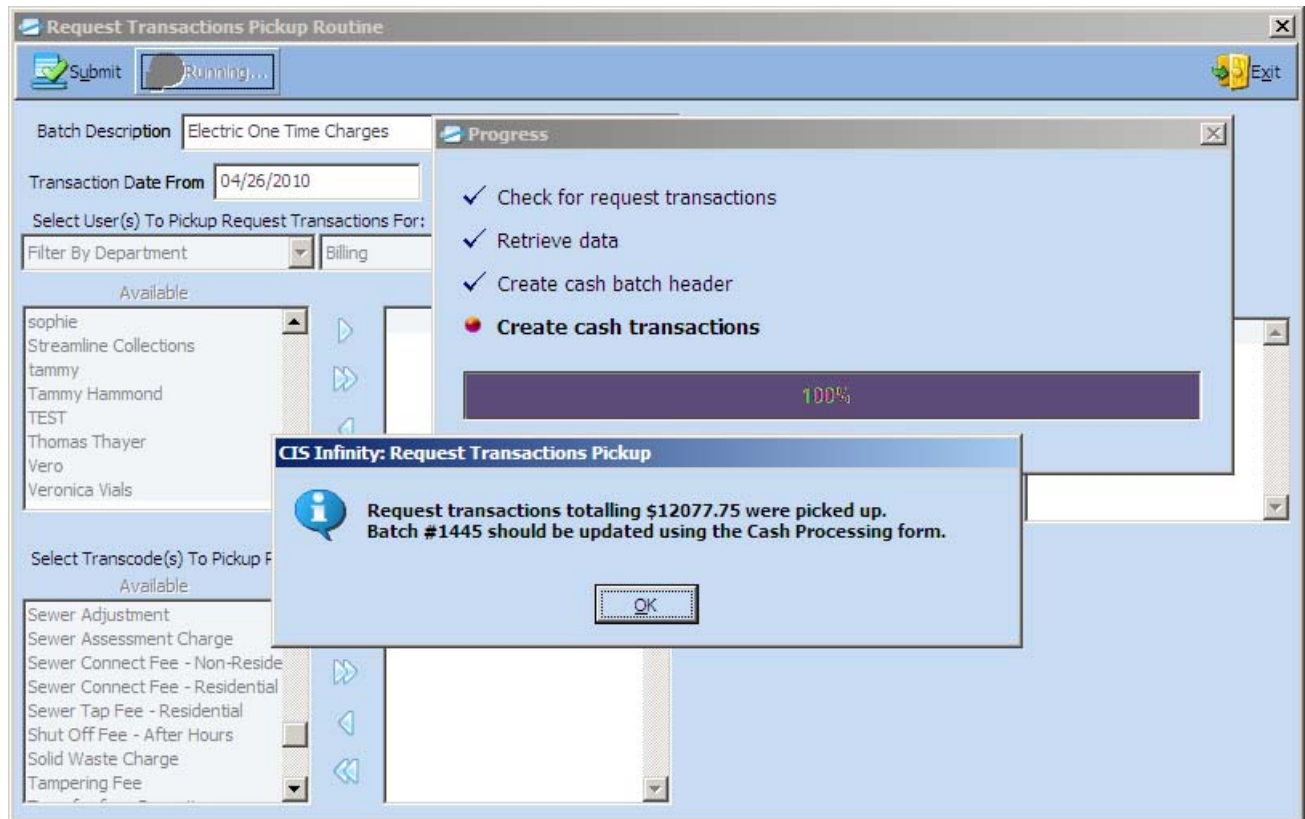 Request Transactions Pickup Routine
Submit
Running...
Exit
Batch Description
Electric One Time Charges
Transaction Date From
04/26/2010
Select User(s) To Pickup Request Transactions For:
Filter By Department
Billing
Available
sophie
Streamline Collections
tammy
Tammy Hammond
TEST
Thomas Thayer
Vero
Veronica Vials
Progress
Check for request transactions
Retrieve data
Create cash batch header
Create cash transactions
100%
CIS Infinity: Request Transactions Pickup
Request transactions totalling $12077.75 were picked up.
Batch #1445 should be updated using the Cash Processing form.
OK
Select Transcode(s) To Pickup
Available
Sewer Adjustment
Sewer Assessment Charge
Sewer Connect Fee - Non-Reside
Sewer Connect Fee - Residential
Sewer Tap Fee - Residential
Shut Off Fee - After Hours
Solid Waste Charge
Tampering Fee